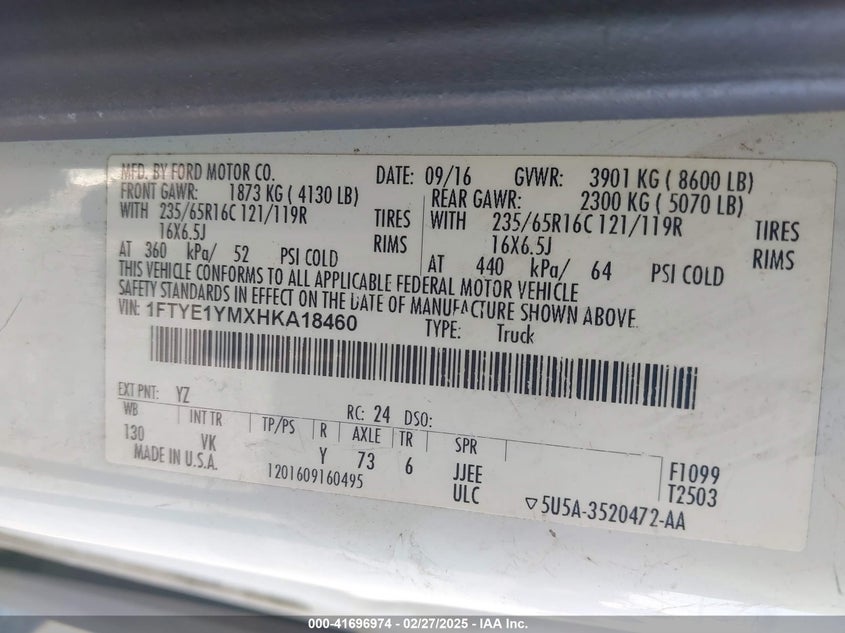 MFD. BY FORD MOTOR CO. DATE: 09/16 GVWR: 3901 KG ( 8600 LB)
FRONT GAWR: 1873 KG ( 4130 LB) REAR GAWR: 2300 KG ( 5070 LB)
WITH 235/65R16C 121/119R TIRES WITH 235/65R16C 121/119R TIRES
16X6.5J RIMS 16X6.5J RIMS
AT 360 kPa/ 52 PSI COLD AT 440 kPa/ 64 PSI COLD
THIS VEHICLE CONFORMS TO ALL APPLICABLE FEDERAL MOTOR VEHICLE
SAFETY STANDARDS IN EFFECT ON THE DATE OF MANUFACTURE SHOWN ABOVE.
VIN: 1FTYE1YMXHKA18460 TYPE: Truck
EXT PNT: YZ RC: 24 DSO:
WB INT TR TP/PS R AXLE TR SPR
130 VK Y 73 6 JJEE F1099
MADE IN U.S.A. 1201609160495 ULC T2503
▽5U5A-3520472-AA
000-41696974 / 02/27/2025 - © IAA Inc.